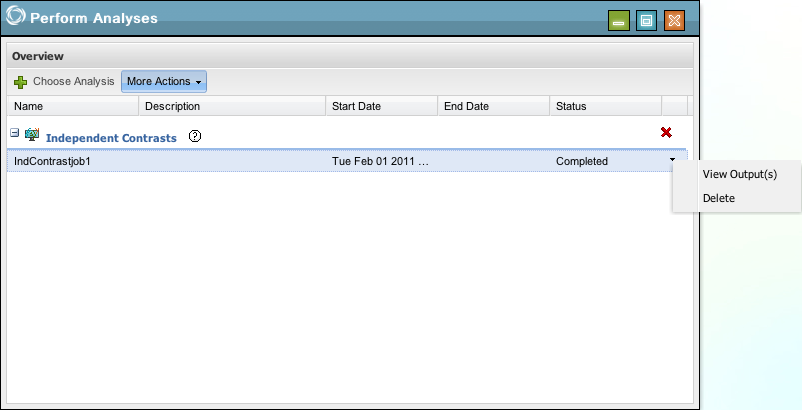 Perform Analyses
Overview
Choose Analysis More Actions
Name Description Start Date End Date Status
Independent Contrasts ?
IndContrastjob1 Tue Feb 01 2011 ... Completed
View Output(s)
Delete